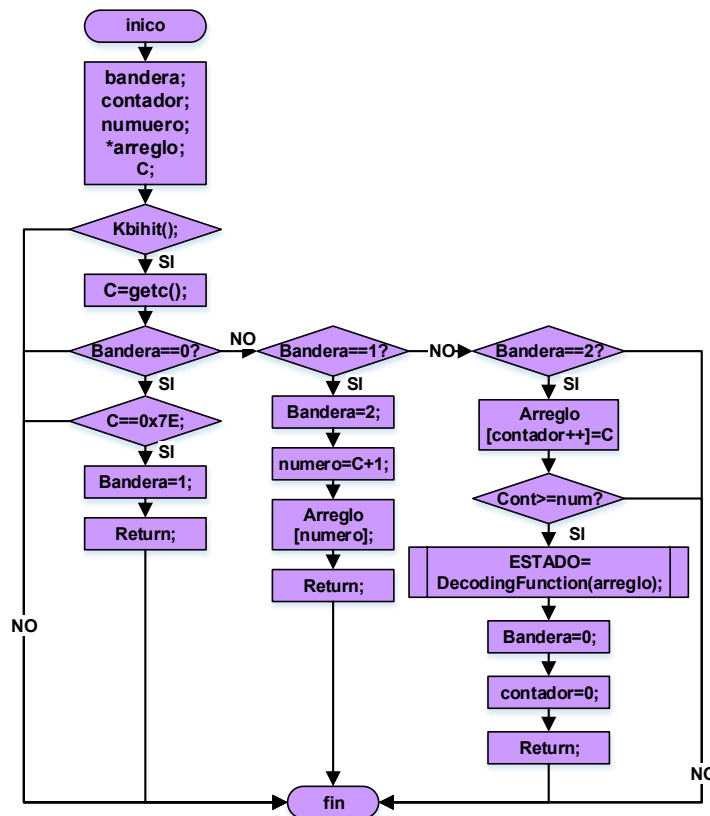 inico
bandera;
contador;
numuero;
*arreglo;
C;
Kbihit();
SI
C=getc();
Bandera==0?
NO
Bandera==1?
NO
Bandera==2?
SI
C==0x7E;
SI
Bandera=1;
Return;
NO
SI
Bandera=2;
numero=C+1;
Arreglo
[numero];
Return;
SI
Arreglo
[contador++]=C
Cont>=num?
SI
ESTADO=
DecodingFunction(arreglo);
Bandera=0;
contador=0;
Return;
NO
fin